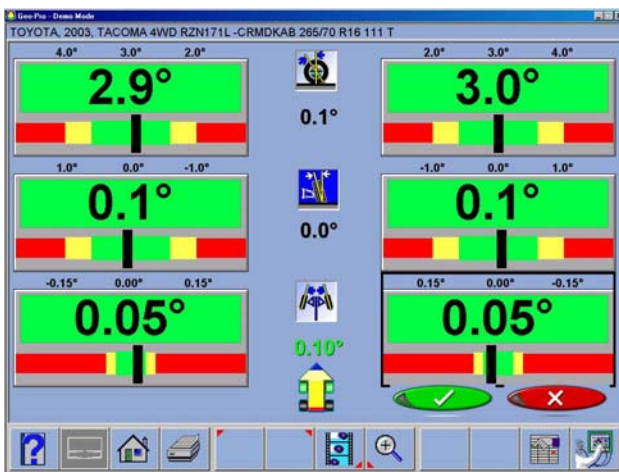 Geo-Pro - Demo Mode
TOYOTA, 2003, TACOMA 4WD RZN171L -CRMDKAB 265/70 R16 111 T
4.0° 3.0° 2.0°
2.9°
0.1°
2.0° 3.0° 4.0°
3.0°
1.0° 0.0° -1.0°
0.1°
0.0°
-1.0° 0.0° 1.0°
0.1°
-0.15° 0.00° 0.15°
0.05°
0.10°
0.15° 0.00° -0.15°
0.05°
?